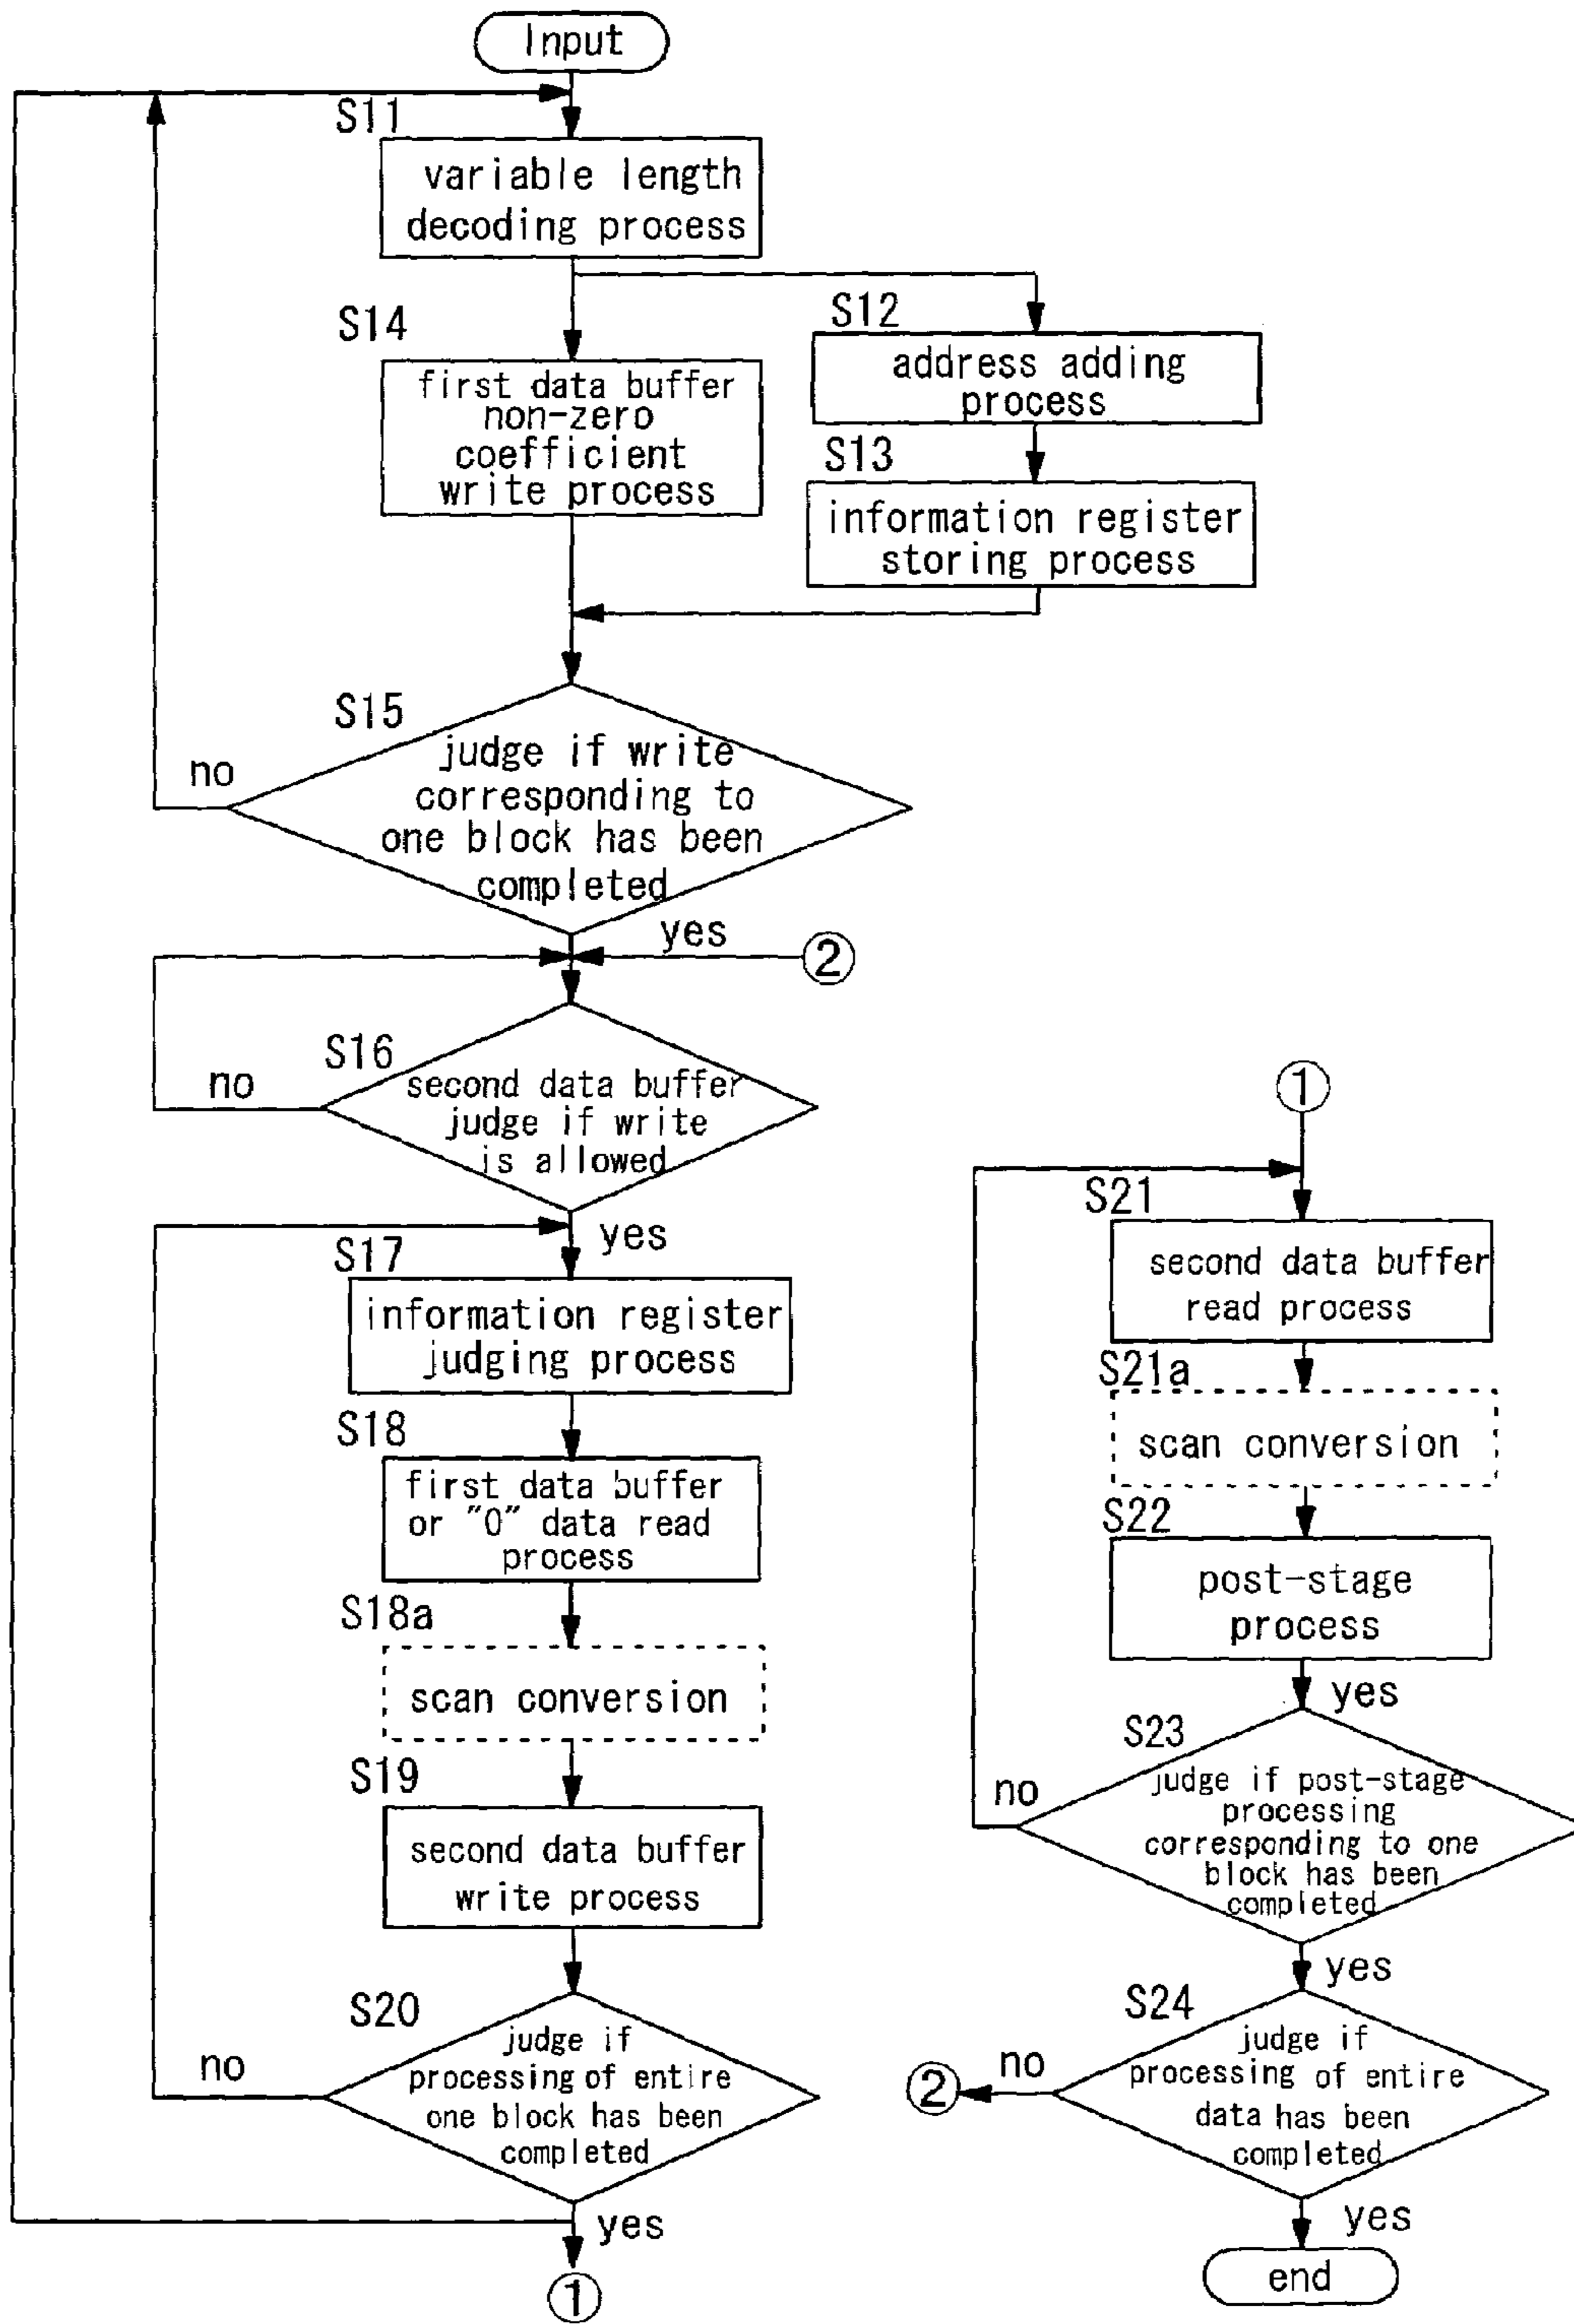 Input
S11
variable length
decoding process
S14
first data buffer
non-zero
coefficient
write process
S12
address adding
process
S13
information register
storing process
S15
judge if write
corresponding to
one block has been
completed
no
yes
②
S16
second data buffer
judge if write
is allowed
no
yes
S17
information register
judging process
S18
first data buffer
or "0" data read
process
S18a
scan conversion
S19
second data buffer
write process
S20
judge if
processing of entire
one block has been
completed
no
yes
①
①
S21
second data buffer
read process
S21a
scan conversion
S22
post-stage
process
yes
S23
judge if post-stage
processing
corresponding to one
block has been
completed
no
yes
S24
judge if
processing of entire
data has been
completed
no
②
yes
end